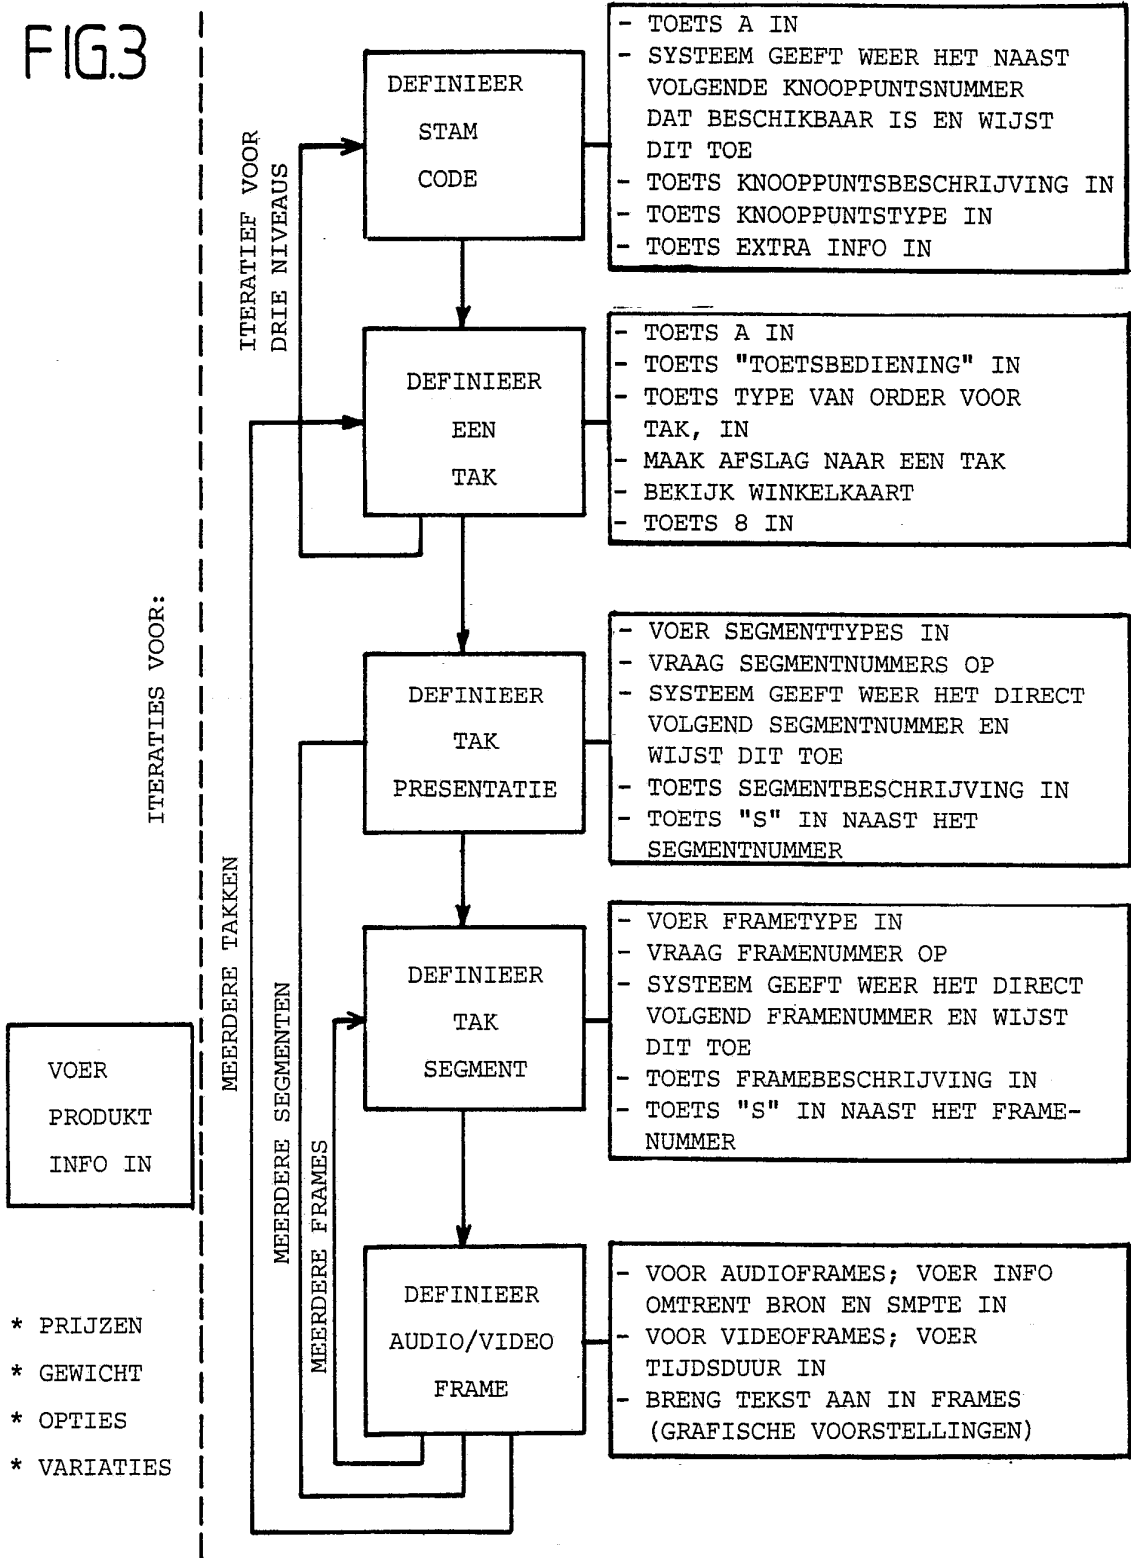 FIG.3
DEFINIEER
STAM
CODE
- TOETS A IN
- SYSTEEM GEEFT WEER HET NAAST
VOLGENDE KNOOPPUNTSNUMMER
DAT BESCHIKBAAR IS EN WIJST
DIT TOE
- TOETS KNOOPPUNTSBESCHRIJVING IN
- TOETS KNOOPPUNTSTYPE IN
- TOETS EXTRA INFO IN
ITERATIEF VOOR
DRIE NIVEAUS
DEFINIEER
EEN
TAK
- TOETS A IN
- TOETS "TOETSBEDIENING" IN
- TOETS TYPE VAN ORDER VOOR
TAK, IN
- MAAK AFSLAG NAAR EEN TAK
- BEKIJK WINKELKAART
- TOETS 8 IN
ITERATIES VOOR:
DEFINIEER
TAK
PRESENTATIE
- VOER SEGMENTTYPES IN
- VRAAG SEGMENTNUMMERS OP
- SYSTEEM GEEFT WEER HET DIRECT
VOLGEND SEGMENTNUMMER EN
WIJST DIT TOE
- TOETS SEGMENTBESCHRIJVING IN
- TOETS "S" IN NAAST HET
SEGMENTNUMMER
MEERDERE TAKKEN
MEERDERE SEGMENTEN
MEERDERE FRAMES
DEFINIEER
TAK
SEGMENT
- VOER FRAMETYPE IN
- VRAAG FRAMENUMMER OP
- SYSTEEM GEEFT WEER HET DIRECT
VOLGEND FRAMENUMMER EN WIJST
DIT TOE
- TOETS FRAMEBESCHRIJVING IN
- TOETS "S" IN NAAST HET FRAME-
NUMMER
VOER
PRODUKT
INFO IN
DEFINIEER
AUDIO/VIDEO
FRAME
- VOOR AUDIOFRAMES; VOER INFO
OMTRENT BRON EN SMPTE IN
- VOOR VIDEOFRAMES; VOER
TIJDSDUUR IN
- BRENG TEKST AAN IN FRAMES
(GRAFISCHE VOORSTELLINGEN)
* PRIJZEN
* GEWICHT
* OPTIES
* VARIATIES